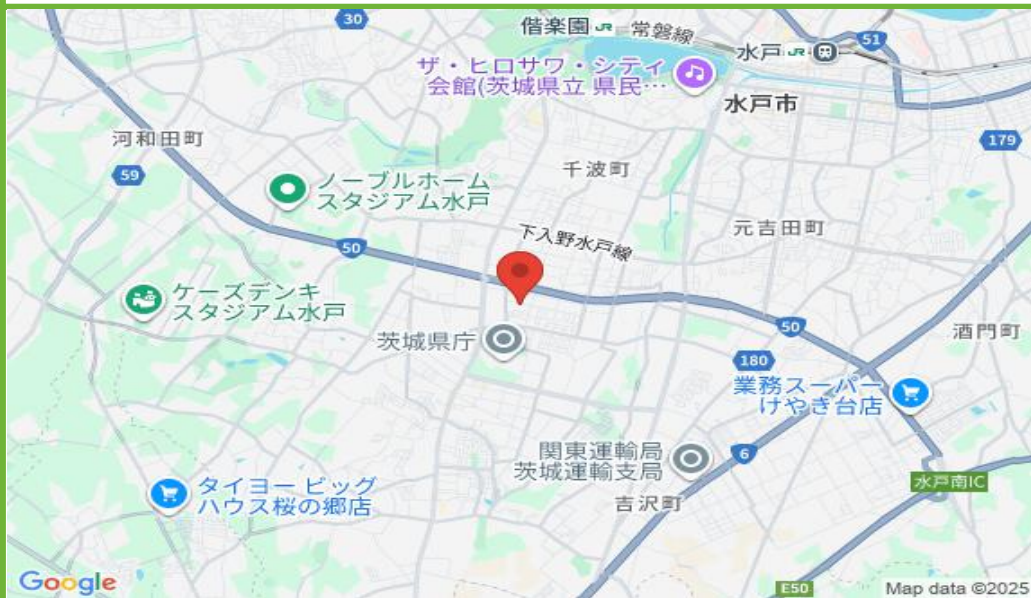 30
偕楽園 JR 常磐線
水戸 JR
51
ザ・ヒロサワ・シティ
会館(茨城県立 県民…
水戸市
河和田町
179
59
千波町
ノーブルホーム
スタジアム水戸
元吉田町
下入野水戸線
50
ケーズデンキ
スタジアム水戸
50
茨城県庁
酒門町
180
業務スーパー
けやき台店
関東運輸局
茨城運輸支局
6
水戸南IC
タイヨー ビッグ
ハウス桜の郷店
吉沢町
Google
E50
Map data ©2025